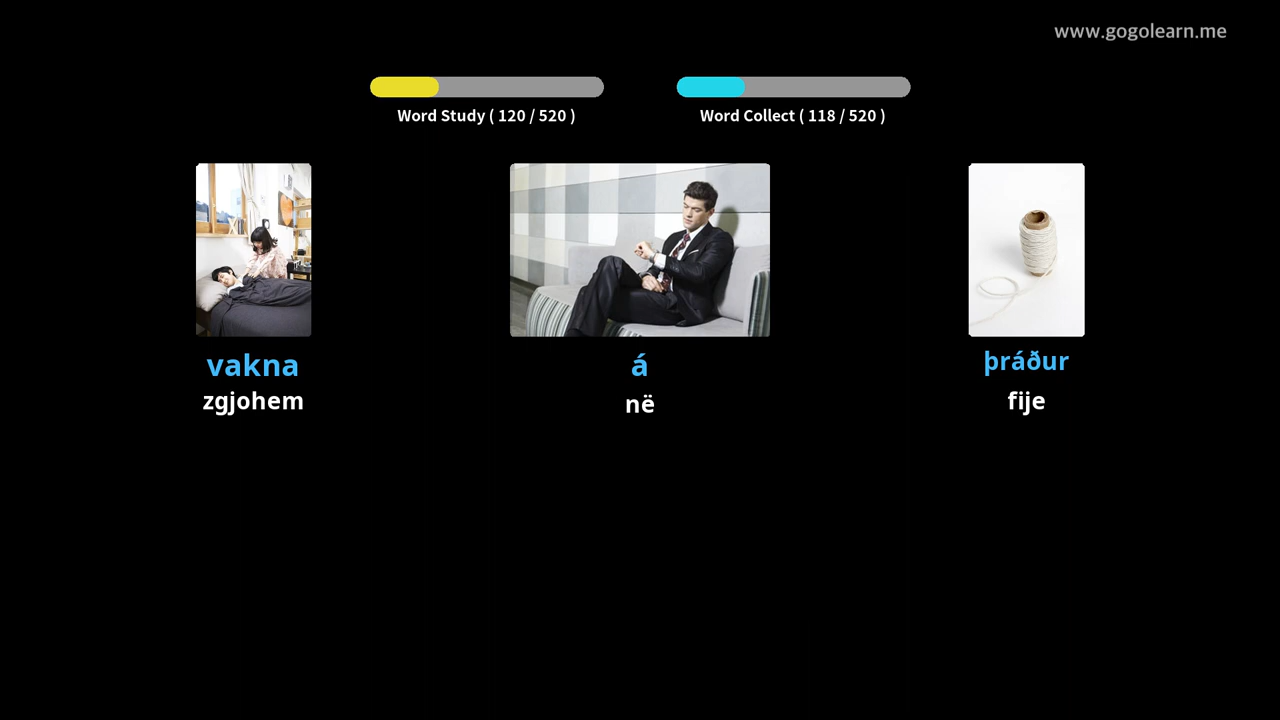 www.gogolearn.me
Word Study ( 120 / 520 )
Word Collect ( 118 / 520 )
vakna
zgjohem
á
në
þráður
fije